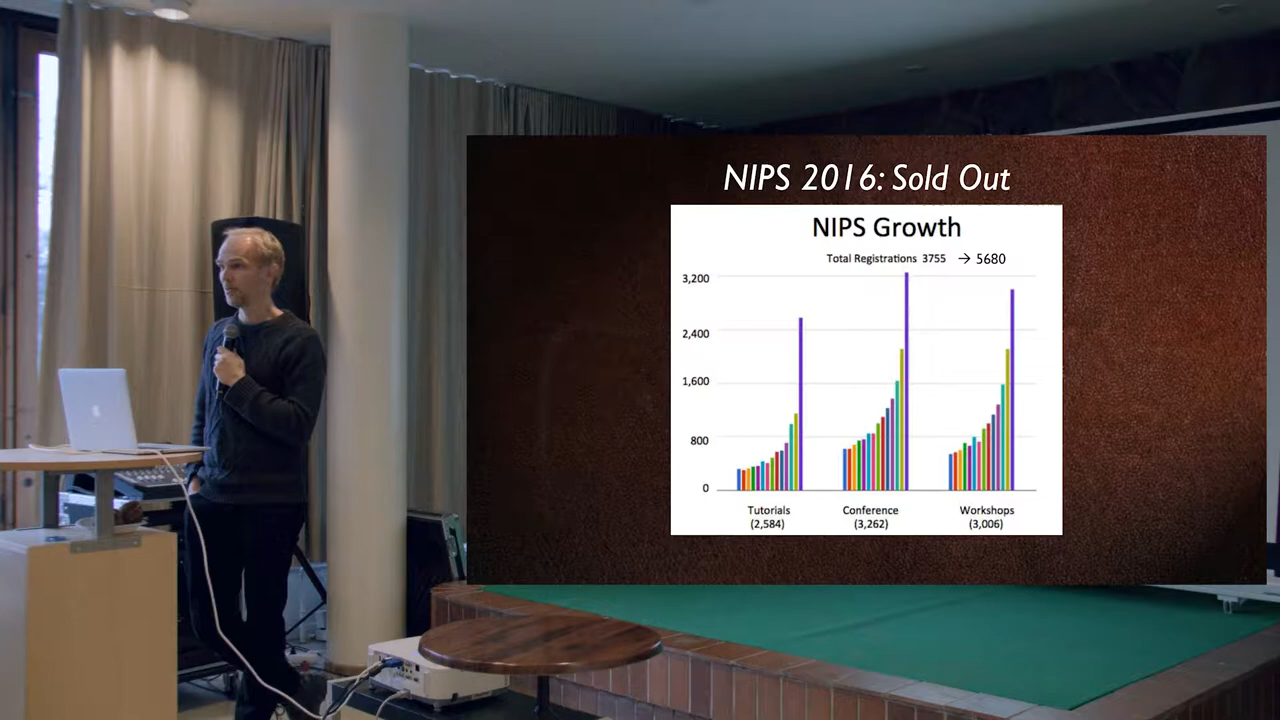 NIPS 2016: Sold Out
NIPS Growth
Total Registrations 3755 → 5680
3,200
2,400
1,600
800
0
Tutorials
(2,584)
Conference
(3,262)
Workshops
(3,006)